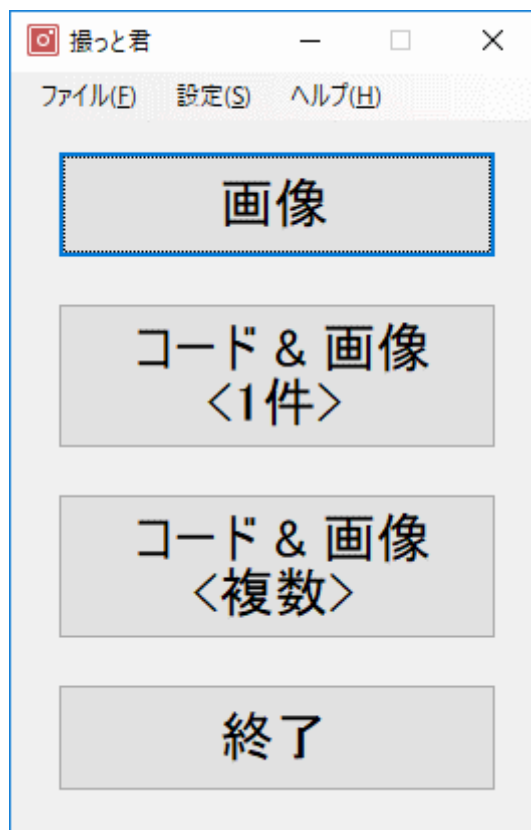 撮っと君
ファイル(F) 設定(S) ヘルプ(H)
画像
コード & 画像
<1件>
コード & 画像
<複数>
終了